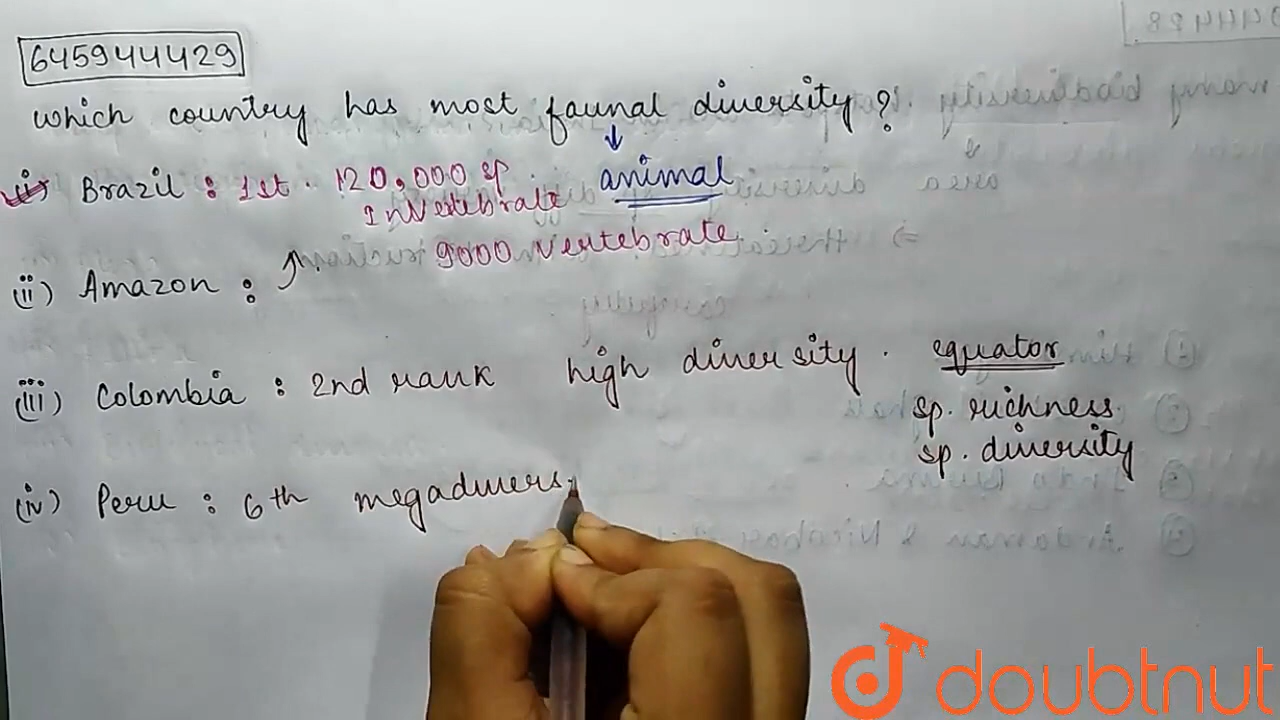 645944429
which country has most faunal diversity ?
(i) Brazil : 1st . 120,000 sp
animal
Invertebrate
9000 vertebrate
(ii) Amazon :
(iii) Colombia : 2nd rank high diversity . equator
sp. richness
sp. diversity
(iv) Peru : 6th megadivers
doubtnut